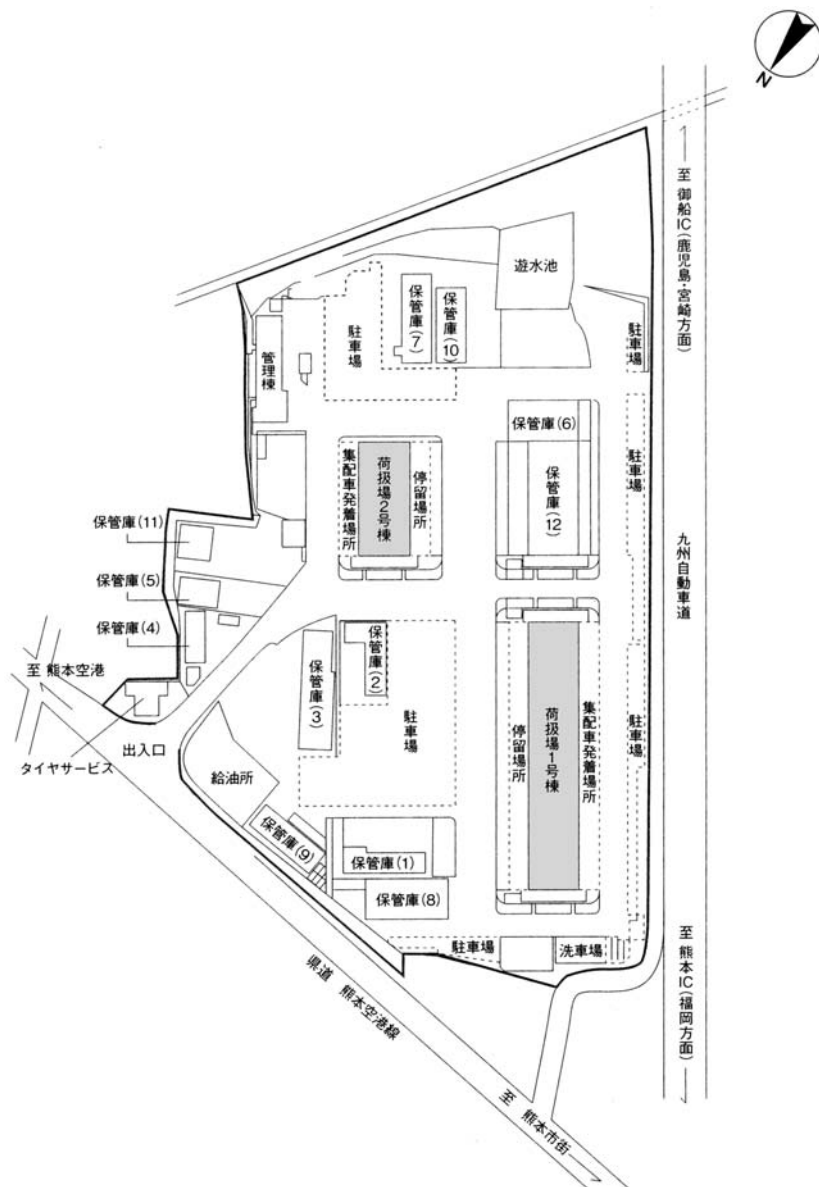 N
至 御船IC(鹿児島・宮崎方面)
遊水池
保管庫(7)
保管庫(10)
駐車場
駐車場
管理棟
保管庫(6)
駐車場
集配車発着場所
荷扱場2号棟
停留場所
保管庫(12)
保管庫(11)
九州自動車道
保管庫(5)
保管庫(4)
至 熊本空港
保管庫(2)
保管庫(3)
駐車場
停留場所
荷扱場1号棟
集配車発着場所
駐車場
出入口
タイヤサービス
給油所
保管庫(9)
保管庫(1)
保管庫(8)
駐車場
洗車場
至 熊本IC(福岡方面)
県道 熊本空港線
至 熊本市街